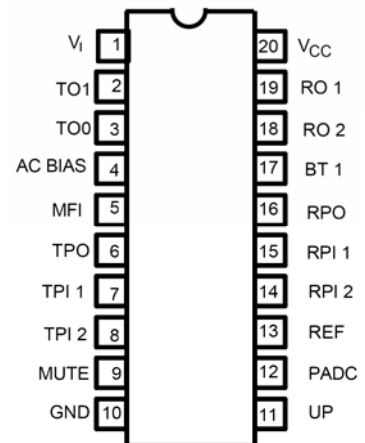 VI 1 20 VCC
TO1 2 19 RO 1
TO0 3 18 RO 2
AC BIAS 4 17 BT 1
MFI 5 16 RPO
TPO 6 15 RPI 1
TPI 1 7 14 RPI 2
TPI 2 8 13 REF
MUTE 9 12 PADC
GND 10 11 UP